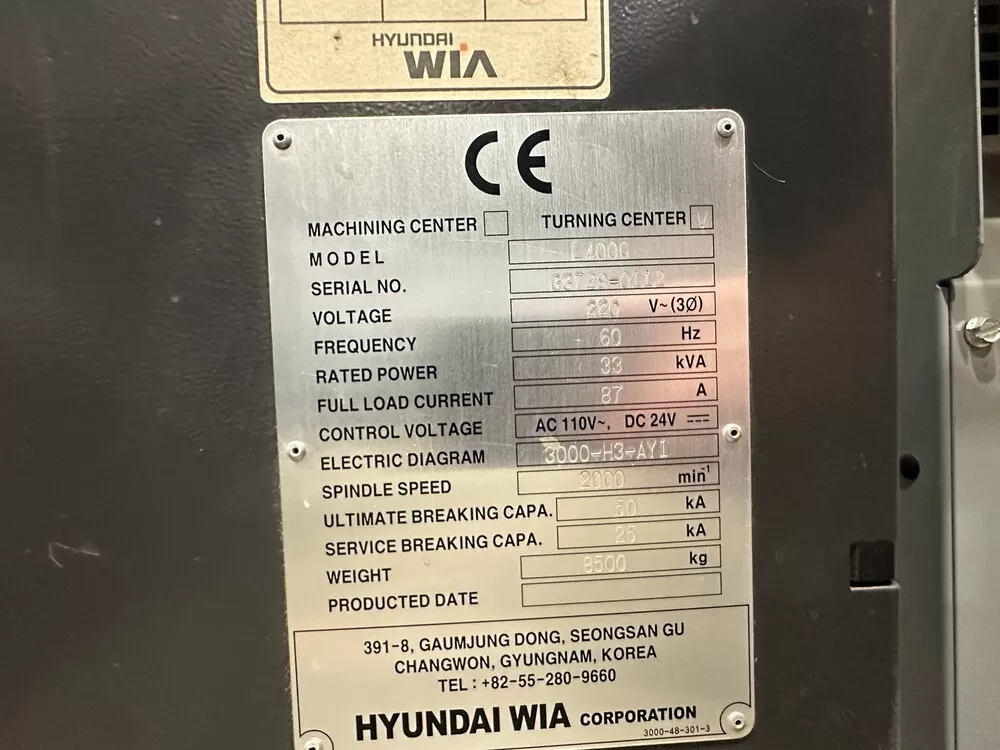 HYUNDAI
WIA
CE
MACHINING CENTER TURNING CENTER V
MODEL
SERIAL NO.
VOLTAGE 220 V~(3Ø)
FREQUENCY 60 Hz
RATED POWER 33 kVA
FULL LOAD CURRENT 87 A
CONTROL VOLTAGE AC 110V~, DC 24V
ELECTRIC DIAGRAM 3000-H3-AY1
SPINDLE SPEED 2000 min⁻¹
ULTIMATE BREAKING CAPA. 50 kA
SERVICE BREAKING CAPA. 25 kA
WEIGHT 8500 kg
PRODUCTED DATE
391-8, GAUMJUNG DONG, SEONGSAN GU
CHANGWON, GYUNGNAM, KOREA
TEL : +82-55-280-9660
HYUNDAI WIA CORPORATION
3000-48-301-3